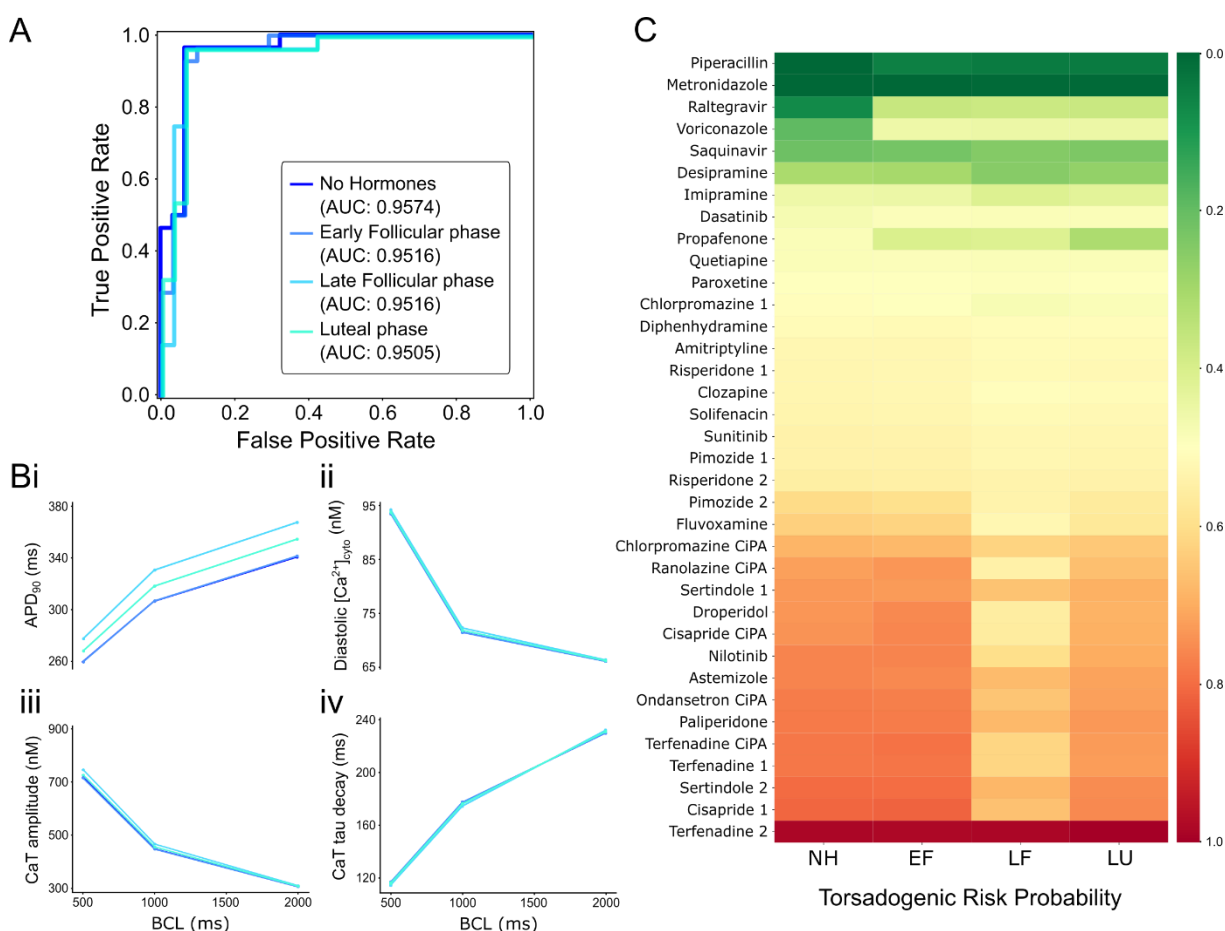 A
True Positive Rate
1.0
0.8
0.6
0.4
0.2
0.0
No Hormones
(AUC: 0.9574)
Early Follicular phase
(AUC: 0.9516)
Late Follicular phase
(AUC: 0.9516)
Luteal phase
(AUC: 0.9505)
0.0 0.2 0.4 0.6 0.8 1.0
False Positive Rate
Bi
APD90 (ms)
380
340
300
260
ii
Diastolic [Ca2+]cyto (nM)
95
85
75
65
iii
CaT amplitude (nM)
900
700
500
300
500 1000 1500 2000
BCL (ms)
iv
CaT tau decay (ms)
240
200
160
120
500 1000 1500 2000
BCL (ms)
C
Piperacillin
Metronidazole
Raltegravir
Voriconazole
Saquinavir
Desipramine
Imipramine
Dasatinib
Propafenone
Quetiapine
Paroxetine
Chlorpromazine 1
Diphenhydramine
Amitriptyline
Risperidone 1
Clozapine
Solifenacin
Sunitinib
Pimozide 1
Risperidone 2
Pimozide 2
Fluvoxamine
Chlorpromazine CiPA
Ranolazine CiPA
Sertindole 1
Droperidol
Cisapride CiPA
Nilotinib
Astemizole
Ondansetron CiPA
Paliperidone
Terfenadine CiPA
Terfenadine 1
Sertindole 2
Cisapride 1
Terfenadine 2
NH EF LF LU
Torsadogenic Risk Probability
0.0
0.2
0.4
0.6
0.8
1.0